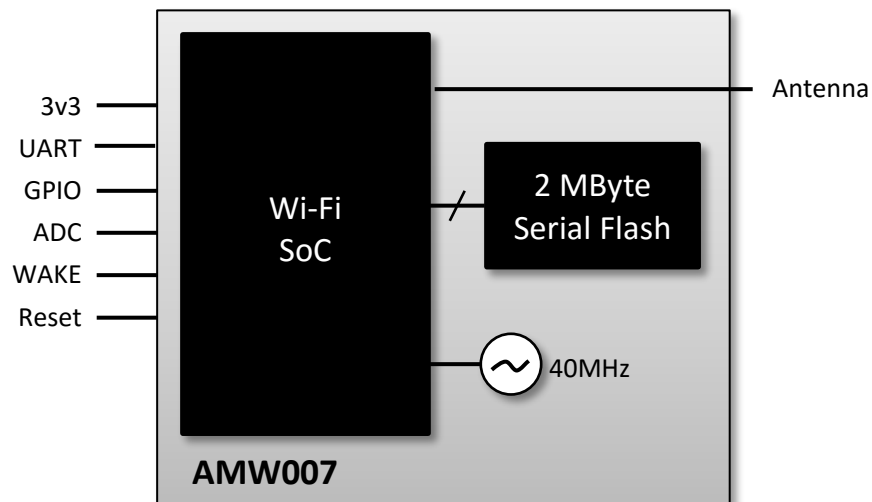 3v3
UART
GPIO
ADC
WAKE
Reset
Wi-Fi
SoC
Antenna
2 MByte
Serial Flash
40MHz
AMW007